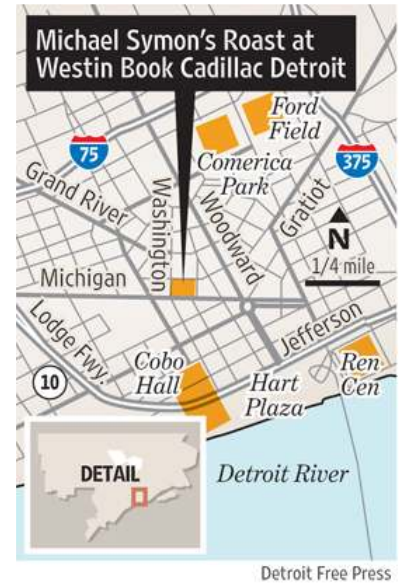 Michael Symon's Roast at
Westin Book Cadillac Detroit
Ford
Field
75
Comerica
Park
375
Grand River
Washington
Woodward
Gratiot
N
1/4 mile
Michigan
Lodge Fwy.
Jefferson
10
Cobo
Hall
Hart
Plaza
Ren
Cen
DETAIL
Detroit River
Detroit Free Press